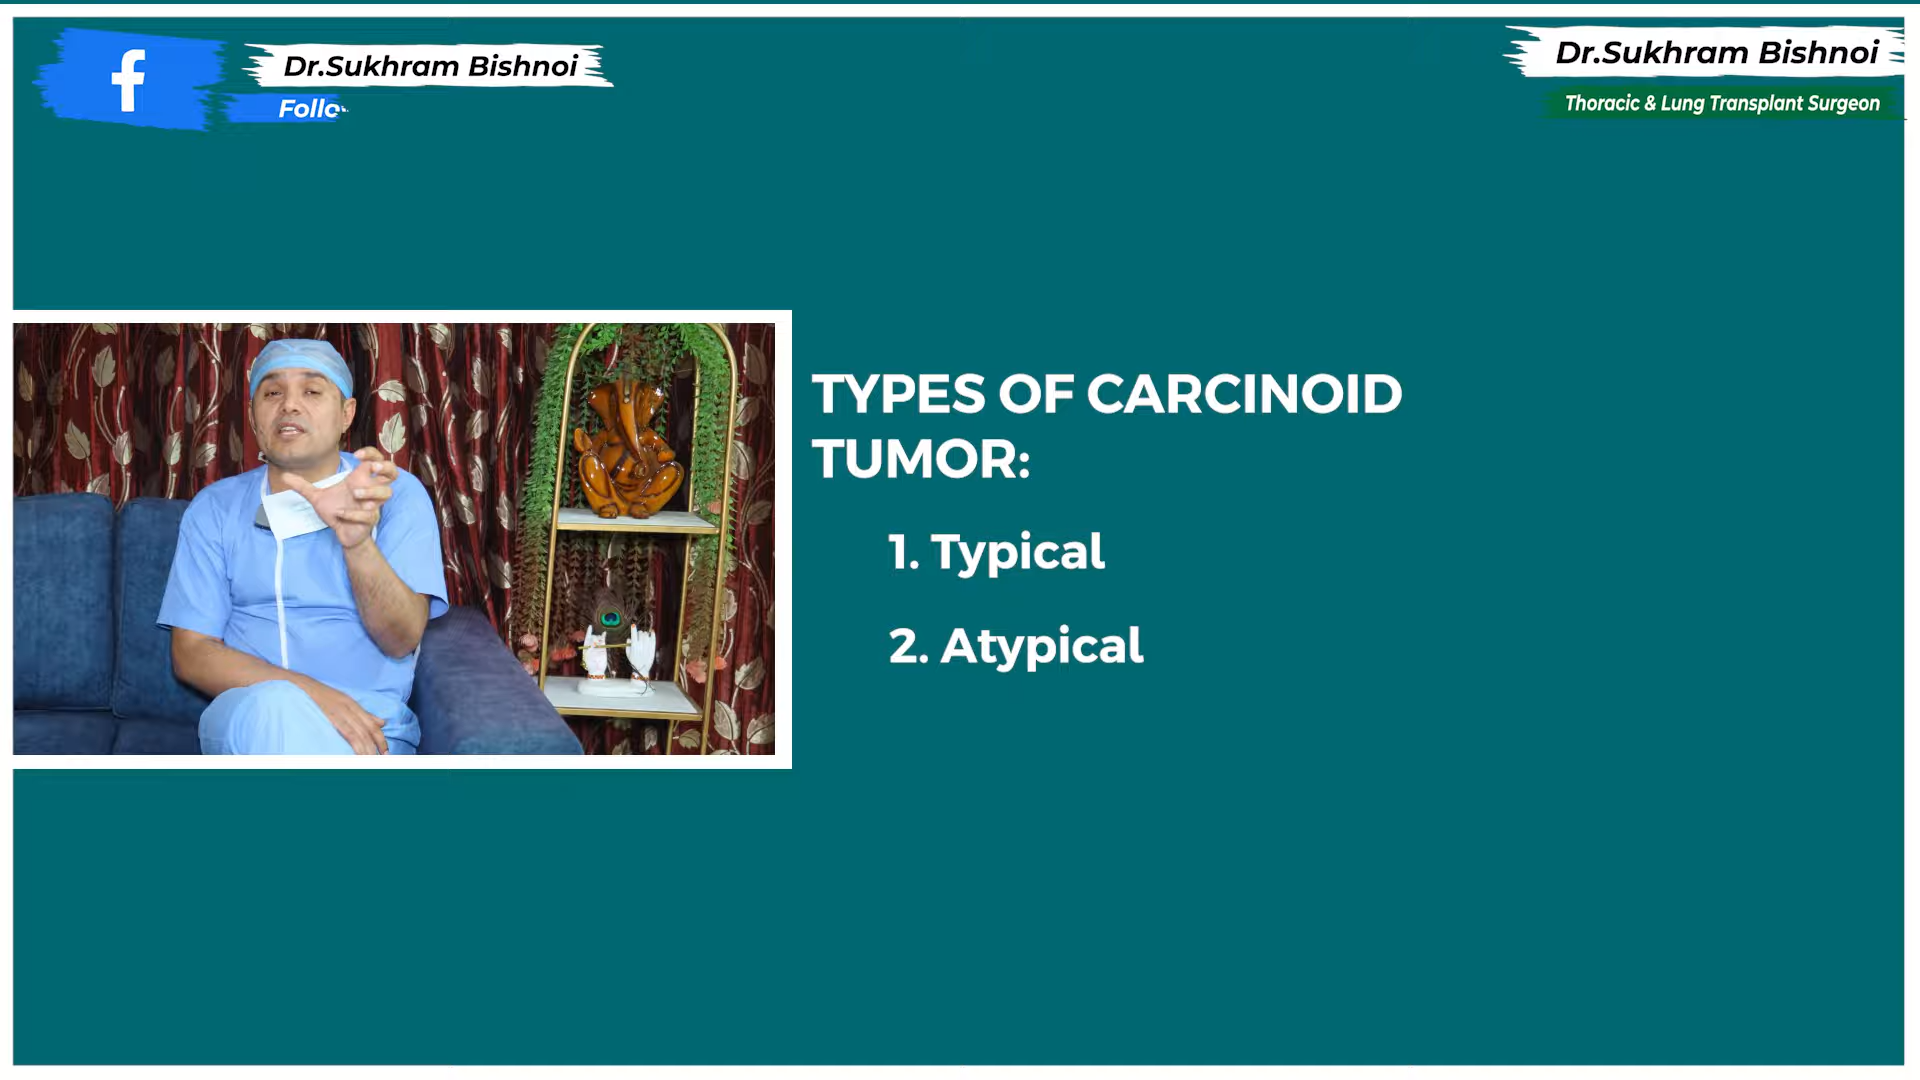 Dr.Sukhram Bishnoi
Dr.Sukhram Bishnoi
Thoracic & Lung Transplant Surgeon
TYPES OF CARCINOID
TUMOR:
1. Typical
2. Atypical